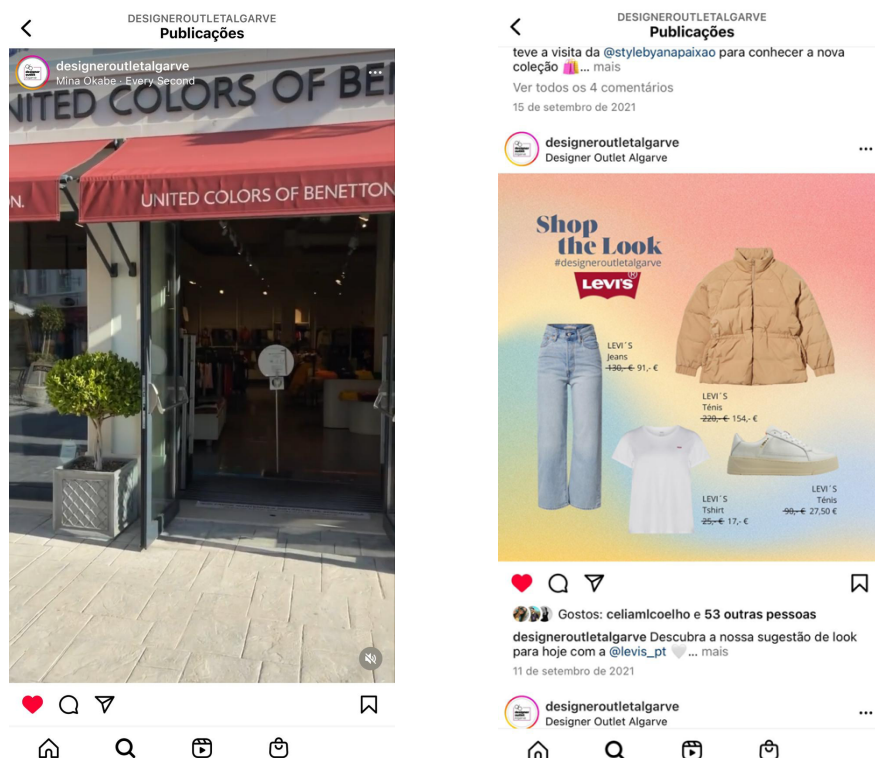 DESIGNEROUTLETALGARVE
Publicações
designeroutletalgarve
Mina Okabe · Every Second
NITED COLORS OF BEN
N.
UNITED COLORS OF BENETTON
DESIGNEROUTLETALGARVE
Publicações
teve a visita da @stylebyanapaixao para conhecer a nova
coleção 🛍️... mais
Ver todos os 4 comentários
15 de setembro de 2021
designeroutletalgarve
Designer Outlet Algarve
Shop
the Look
#designeroutletalgarve
LEVI'S®
LEVI´S
Jeans
130,- € 91,- €
LEVI´S
Ténis
220,- € 154,- €
LEVI´S
Tshirt
25,- € 17,- €
LEVI´S
Ténis
90,- € 27,50 €
Gostos: celiamlcoelho e 53 outras pessoas
designeroutletalgarve Descubra a nossa sugestão de look
para hoje com a @levis_pt 🤍... mais
11 de setembro de 2021
designeroutletalgarve
Designer Outlet Algarve